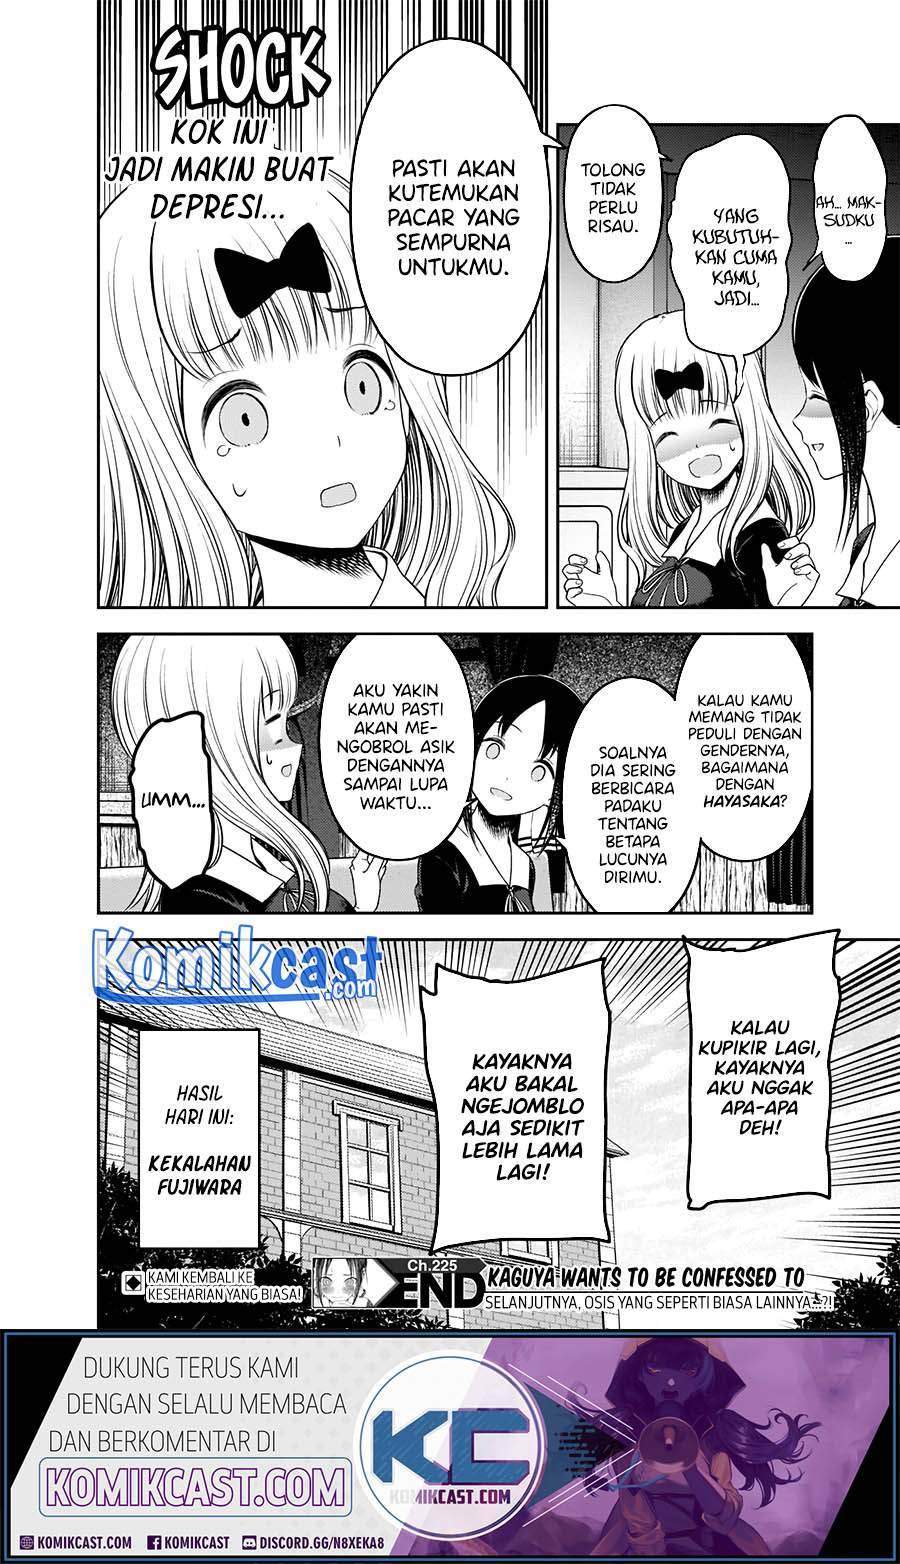 AH... MAK-
SUDKU
...
YANG
KUBUTUH-
KAN CUMA
KAMU,
JADI...
TOLONG
TIDAK
PERLU
RISAU.
PASTI AKAN
KUTEMUKAN
PACAR YANG
SEMPURNA
UNTUKMU.
SHOCK
KOK INI
JADI MAKIN BUAT
DEPRESI...
KALAU KAMU
MEMANG TIDAK
PEDULI DENGAN
GENDERNYA,
BAGAIMANA
DENGAN
HAYASAKA?
SOALNYA
DIA SERING
BERBICARA
PADAKU
TENTANG
BETAPA
LUCUNYA
DIRIMU.
AKU YAKIN
KAMU PASTI
AKAN ME-
NGOBROL ASIK
DENGANNYA
SAMPAI LUPA
WAKTU...
UMM...
KALAU
KUPIKIR LAGI,
KAYAKNYA
AKU NGGAK
APA-APA
DEH!
KAYAKNYA
AKU BAKAL
NGEJOMBLO
AJA SEDIKIT
LEBIH LAMA
LAGI!
Komikcast
.com
HASIL
HARI INI:
KEKALAHAN
FUJIWARA
KAMI KEMBALI KE
KESEHARIAN YANG BIASA!
Ch.225
END
KAGUYA WANTS TO BE CONFESSED TO
SELANJUTNYA, OSIS YANG SEPERTI BIASA LAINNYA...?!
DUKUNG TERUS KAMI
DENGAN SELALU MEMBACA
DAN BERKOMENTAR DI
KOMIKCAST.COM
KC
KOMIKCAST.COM
KOMIKCAST.COM KOMIKCAST DISCORD.GG/N8XEKA8